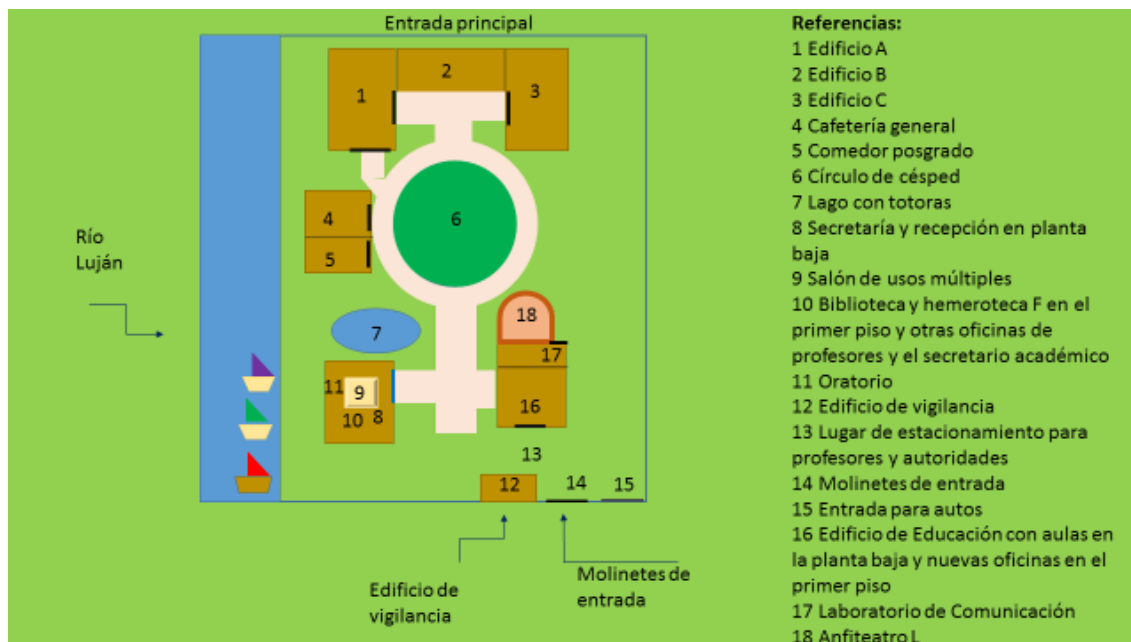 Entrada principal
1
2
3
4
5
6
7
18
17
11
9
10
8
16
13
12
14
15
Río
Luján
Edificio de
vigilancia
Molinetes de
entrada
Referencias:
1 Edificio A
2 Edificio B
3 Edificio C
4 Cafetería general
5 Comedor posgrado
6 Círculo de césped
7 Lago con totoras
8 Secretaría y recepción en planta
baja
9 Salón de usos múltiples
10 Biblioteca y hemeroteca F en el
primer piso y otras oficinas de
profesores y el secretario académico
11 Oratorio
12 Edificio de vigilancia
13 Lugar de estacionamiento para
profesores y autoridades
14 Molinetes de entrada
15 Entrada para autos
16 Edificio de Educación con aulas en
la planta baja y nuevas oficinas en el
primer piso
17 Laboratorio de Comunicación
18 Anfiteatro L